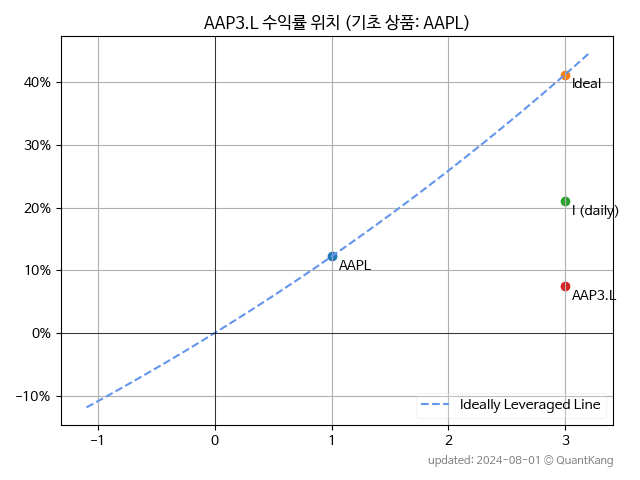 AAP3.L 수익률 위치 (기초 상품: AAPL)
40%
30%
20%
10%
0%
−10%
Ideal
I (daily)
AAPL
AAP3.L
Ideally Leveraged Line
−1
0
1
2
3
updated: 2024-08-01 © QuantKang